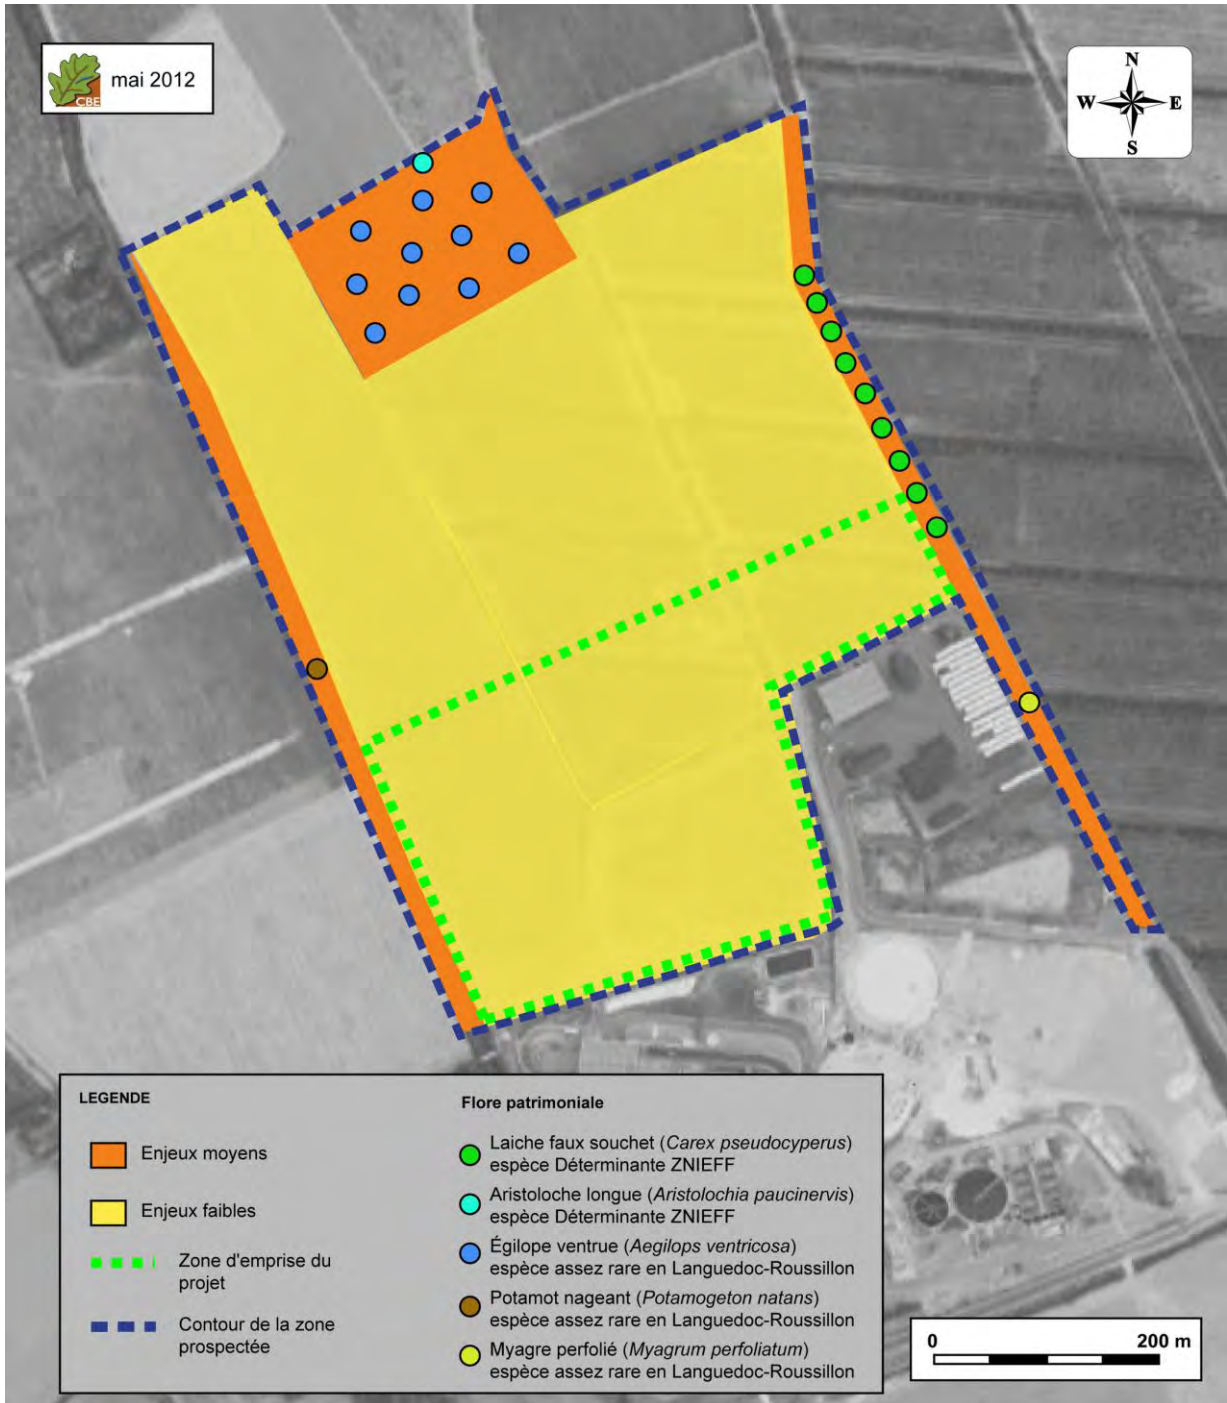 CBE
mai 2012
N
W E
S
LEGENDE
Enjeux moyens
Enjeux faibles
Zone d'emprise du
projet
Contour de la zone
prospectée
Flore patrimoniale
Laiche faux souchet (Carex pseudocyperus)
espèce Déterminante ZNIEFF
Aristoloche longue (Aristolochia paucinervis)
espèce Déterminante ZNIEFF
Égilope ventrue (Aegilops ventricosa)
espèce assez rare en Languedoc-Roussillon
Potamot nageant (Potamogeton natans)
espèce assez rare en Languedoc-Roussillon
Myagre perfolié (Myagrum perfoliatum)
espèce assez rare en Languedoc-Roussillon
0 200 m